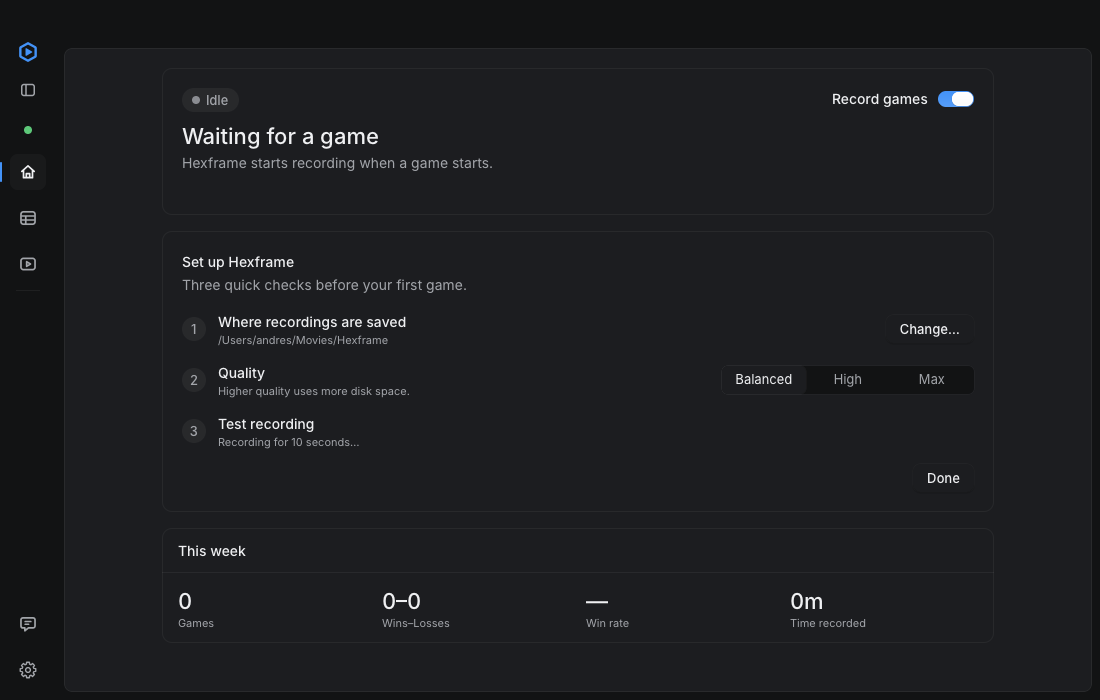 Idle
Record games
Waiting for a game
Hexframe starts recording when a game starts.
Set up Hexframe
Three quick checks before your first game.
1
Where recordings are saved
/Users/andres/Movies/Hexframe
Change...
2
Quality
Higher quality uses more disk space.
Balanced
High
Max
3
Test recording
Recording for 10 seconds...
Done
This week
0
Games
0–0
Wins–Losses
—
Win rate
0m
Time recorded